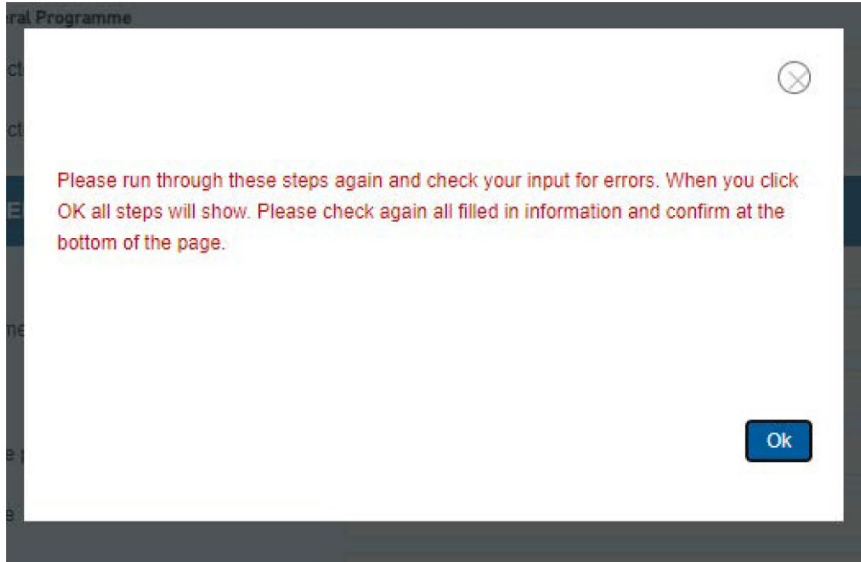 Programme
Please run through these steps again and check your input for errors. When you click
OK all steps will show. Please check again all filled in information and confirm at the
bottom of the page.
Ok